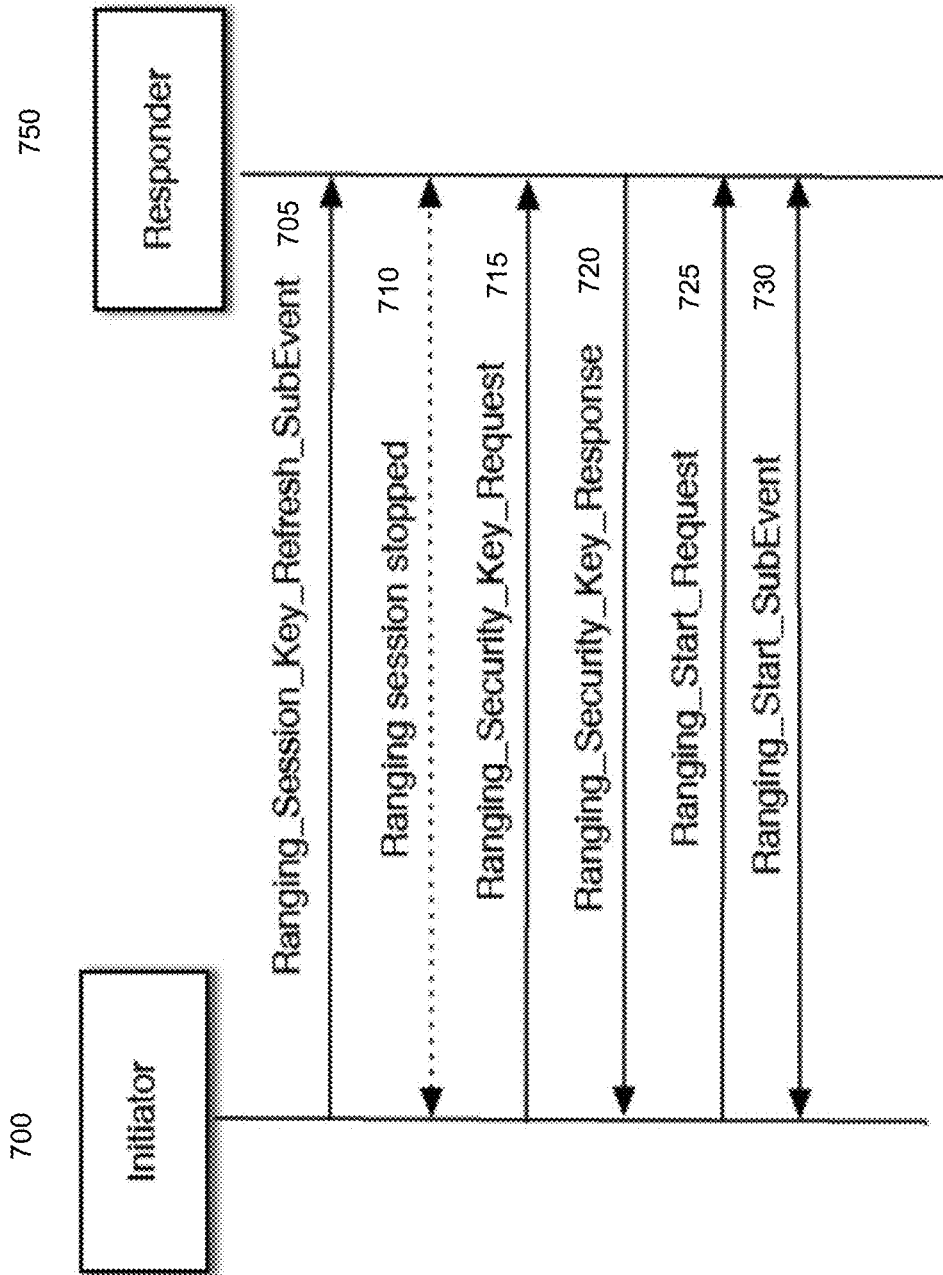 700
750
Initiator
Responder
Ranging_Session_Key_Refresh_SubEvent 705
Ranging session stopped 710
Ranging_Security_Key_Request 715
Ranging_Security_Key_Response 720
Ranging_Start_Request 725
Ranging_Start_SubEvent 730